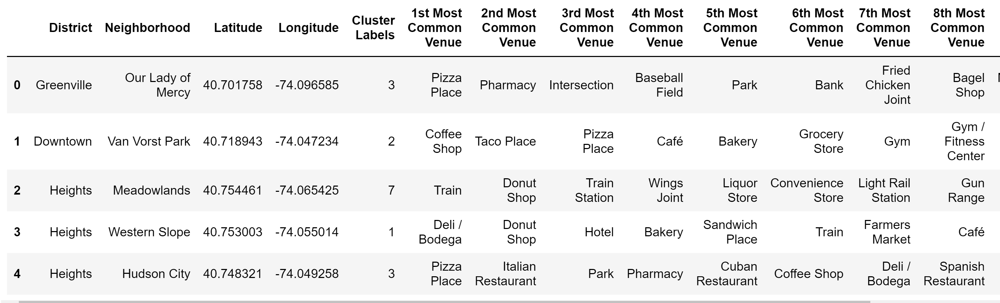 District Neighborhood Latitude Longitude Cluster Labels 1st Most Common Venue 2nd Most Common Venue 3rd Most Common Venue 4th Most Common Venue 5th Most Common Venue 6th Most Common Venue 7th Most Common Venue 8th Most Common Venue
0 Greenville Our Lady of Mercy 40.701758 -74.096585 3 Pizza Place Pharmacy Intersection Baseball Field Park Bank Fried Chicken Joint Bagel Shop
1 Downtown Van Vorst Park 40.718943 -74.047234 2 Coffee Shop Taco Place Pizza Place Café Bakery Grocery Store Gym Gym / Fitness Center
2 Heights Meadowlands 40.754461 -74.065425 7 Train Donut Shop Train Station Wings Joint Liquor Store Convenience Store Light Rail Station Gun Range
3 Heights Western Slope 40.753003 -74.055014 1 Deli / Bodega Donut Shop Hotel Bakery Sandwich Place Train Farmers Market Café
4 Heights Hudson City 40.748321 -74.049258 3 Pizza Place Italian Restaurant Park Pharmacy Cuban Restaurant Coffee Shop Deli / Bodega Spanish Restaurant